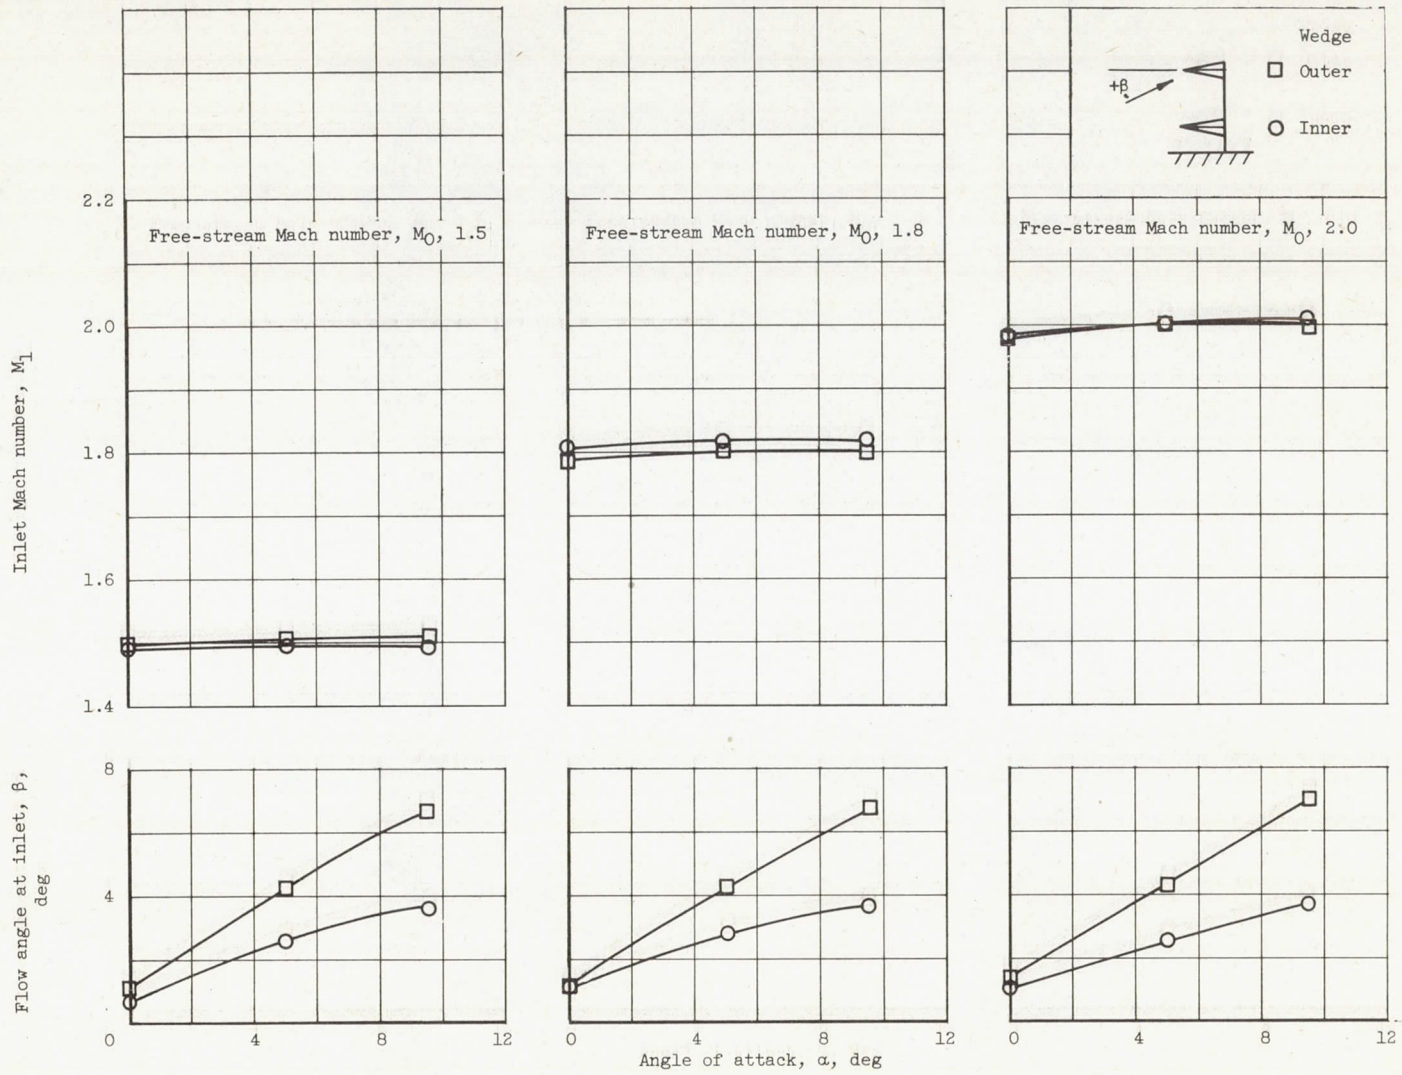 Wedge
Outer
+β
Inner
2.2
Free-stream Mach number, M0, 1.5
Free-stream Mach number, M0, 1.8
Free-stream Mach number, M0, 2.0
2.0
Inlet Mach number, M1
1.8
1.6
1.4
8
Flow angle at inlet, β,
deg
4
0
4
8
12
0
4
8
12
0
4
8
12
Angle of attack, α, deg